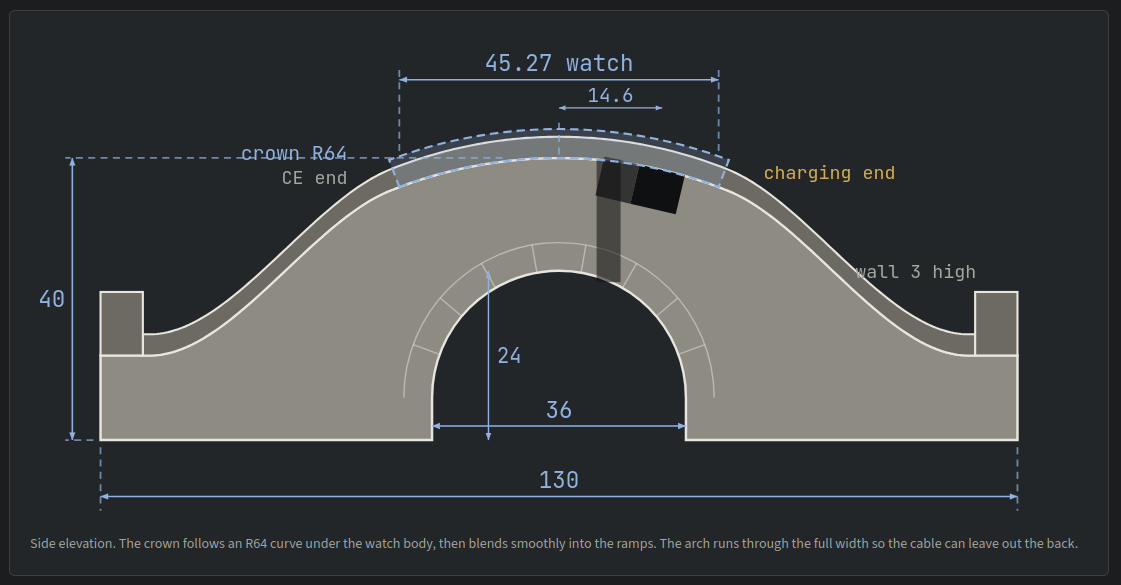 45.27 watch
14.6
crown R64
CE end
charging end
wall 3 high
40
24
36
130
Side elevation. The crown follows an R64 curve under the watch body, then blends smoothly into the ramps. The arch runs through the full width so the cable can leave out the back.